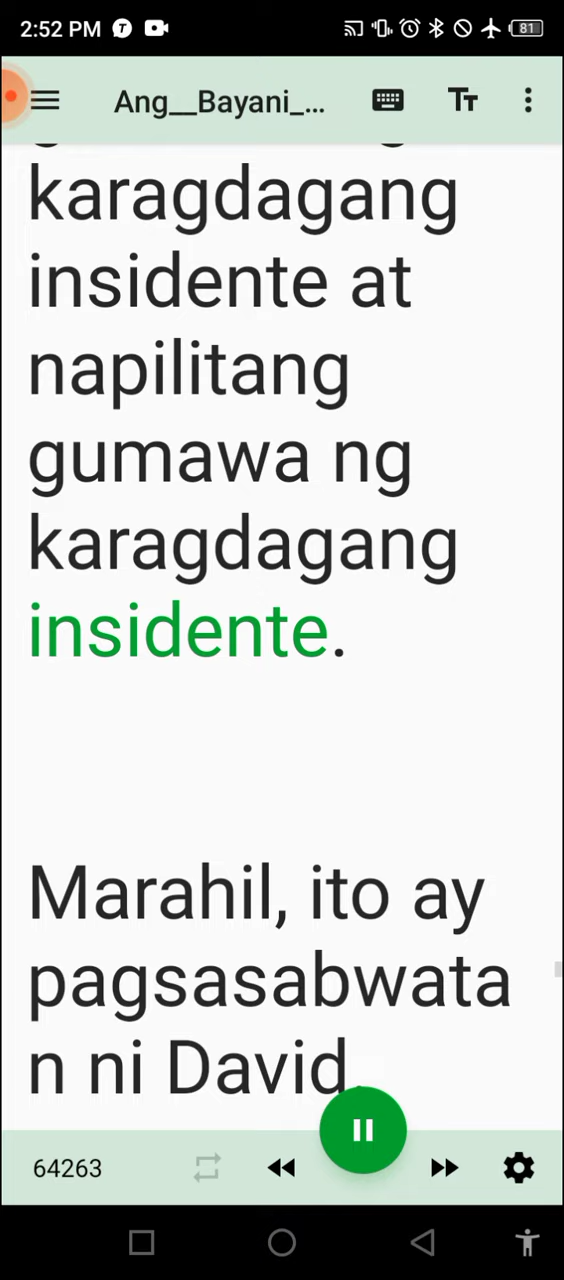 2:52 PM
81
Ang__Bayani_...
karagdagang
insidente at
napilitang
gumawa ng
karagdagang
insidente.
Marahil, ito ay
pagsasabwata
n ni David
64263